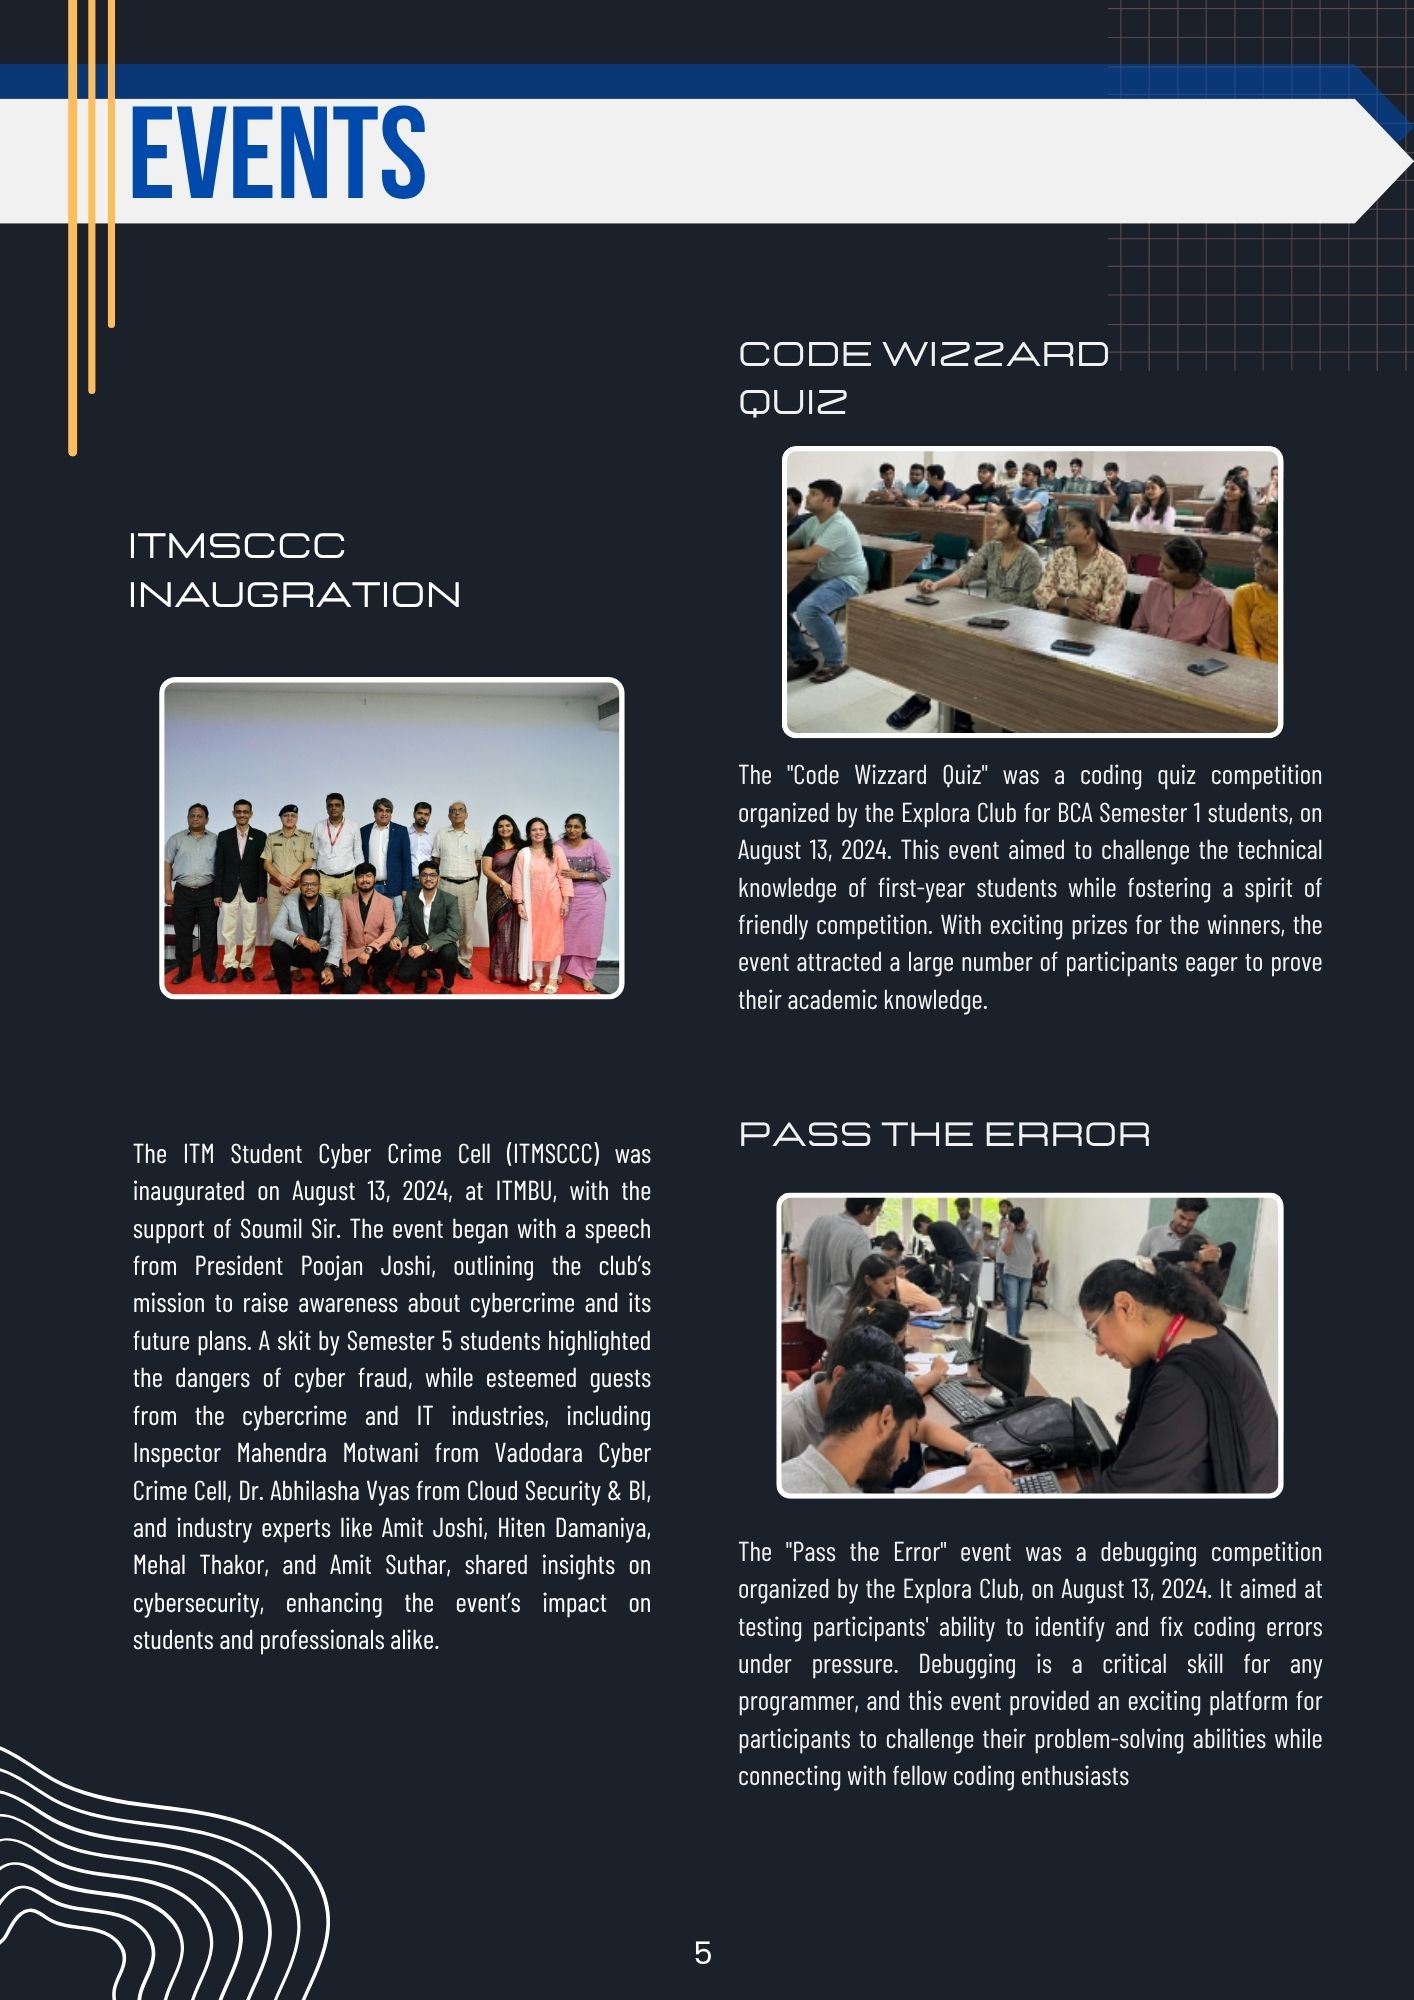 EVENTS
ITMSCCC
INAUGRATION
The ITM Student Cyber Crime Cell (ITMSCCC) was
inaugurated on August 13, 2024, at ITMBU, with the
support of Soumil Sir. The event began with a speech
from President Poojan Joshi, outlining the club’s
mission to raise awareness about cybercrime and its
future plans. A skit by Semester 5 students highlighted
the dangers of cyber fraud, while esteemed guests
from the cybercrime and IT industries, including
Inspector Mahendra Motwani from Vadodara Cyber
Crime Cell, Dr. Abhilasha Vyas from Cloud Security & BI,
and industry experts like Amit Joshi, Hiten Damaniya,
Mehal Thakor, and Amit Suthar, shared insights on
cybersecurity, enhancing the event’s impact on
students and professionals alike.
CODE WIZZARD
QUIZ
The "Code Wizzard Quiz" was a coding quiz competition
organized by the Explora Club for BCA Semester 1 students, on
August 13, 2024. This event aimed to challenge the technical
knowledge of first-year students while fostering a spirit of
friendly competition. With exciting prizes for the winners, the
event attracted a large number of participants eager to prove
their academic knowledge.
PASS THE ERROR
The "Pass the Error" event was a debugging competition
organized by the Explora Club, on August 13, 2024. It aimed at
testing participants' ability to identify and fix coding errors
under pressure. Debugging is a critical skill for any
programmer, and this event provided an exciting platform for
participants to challenge their problem-solving abilities while
connecting with fellow coding enthusiasts
5